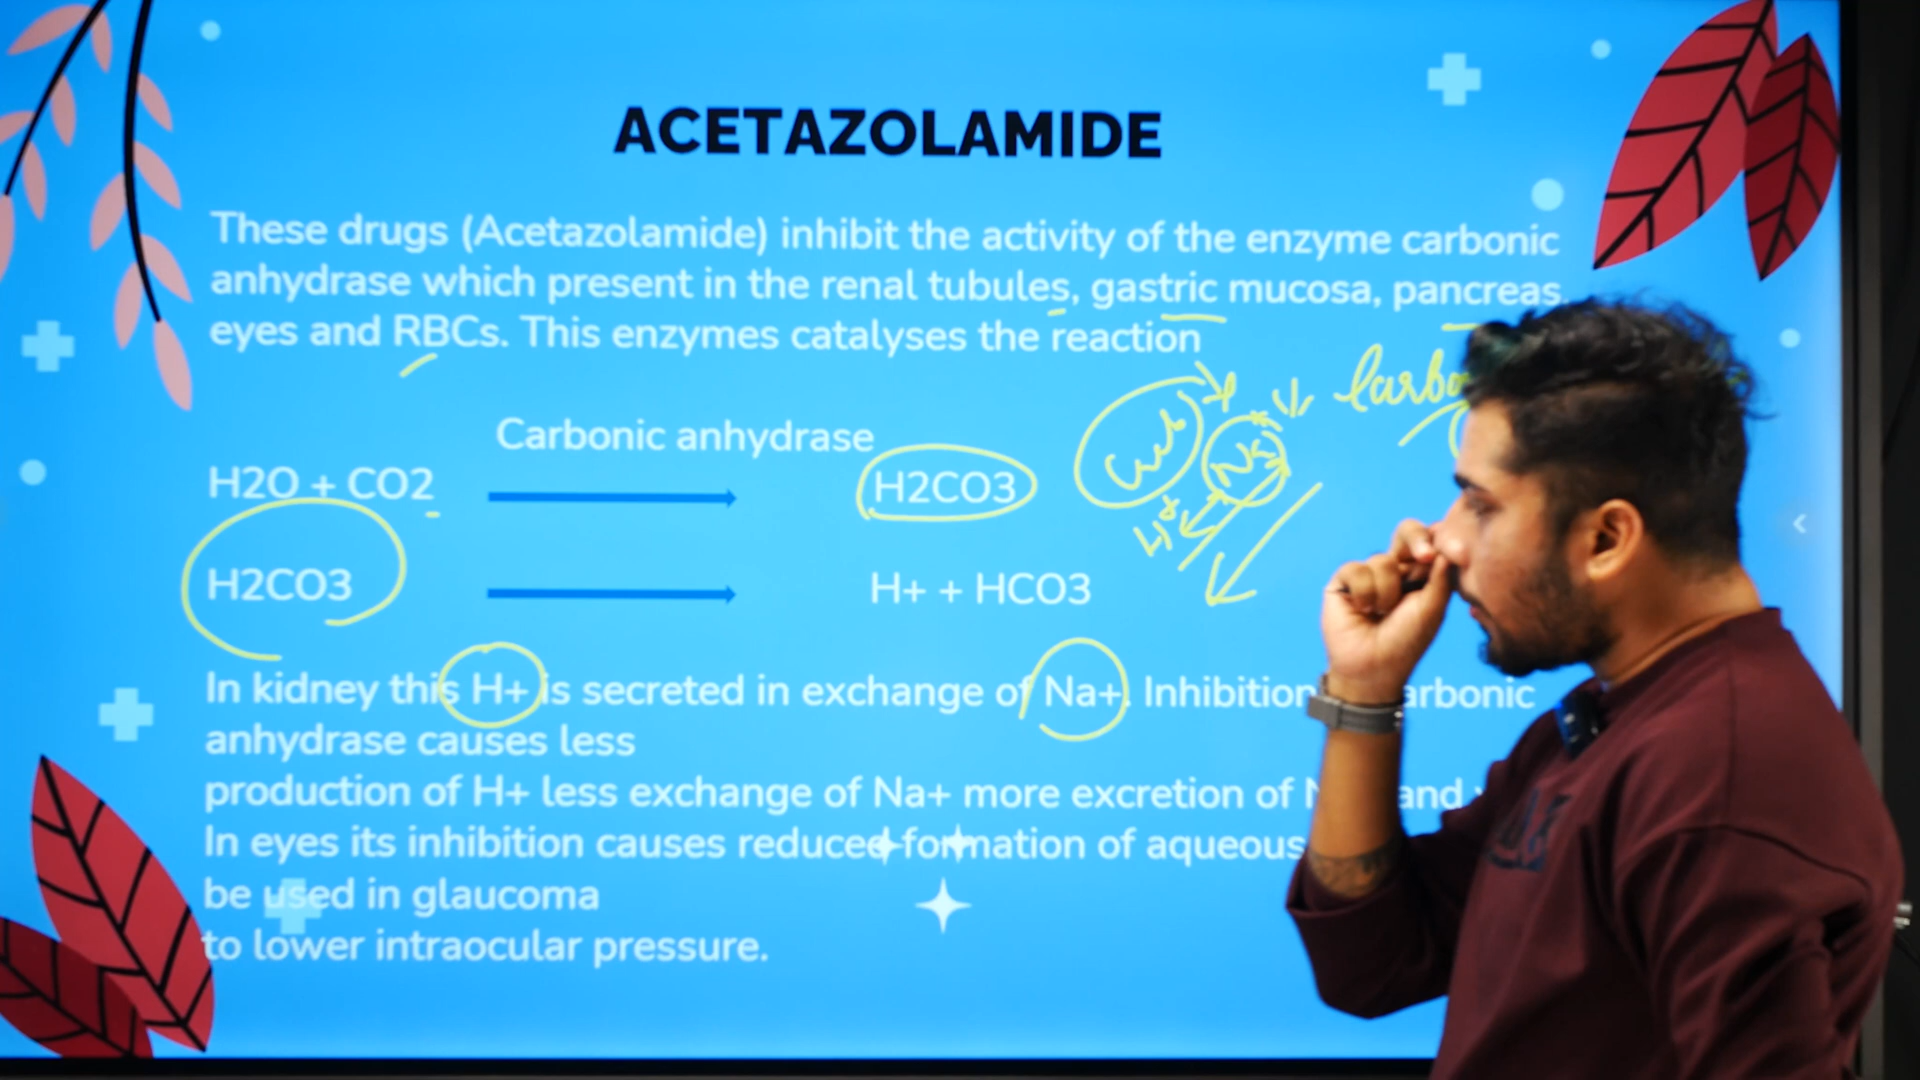 ACETAZOLAMIDE
These drugs (Acetazolamide) inhibit the activity of the enzyme carbonic
anhydrase which present in the renal tubules, gastric mucosa, pancreas,
eyes and RBCs. This enzymes catalyses the reaction
Carbonic anhydrase
H2O + CO2 H2CO3
H2CO3 H+ + HCO3
Na+
H+
In kidney this H+ is secreted in exchange of Na+. Inhibition arbonic
anhydrase causes less
production of H+ less exchange of Na+ more excretion of and
In eyes its inhibition causes reduced formation of aqueous
be used in glaucoma
to lower intraocular pressure.